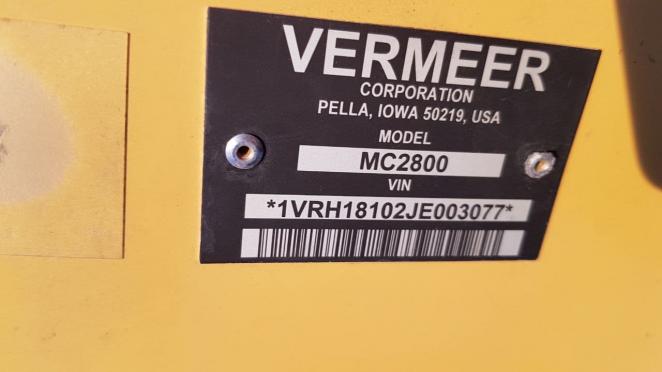 VERMEER
CORPORATION
PELLA, IOWA 50219, USA
MODEL
MC2800
VIN
*1VRH18102JE003077*